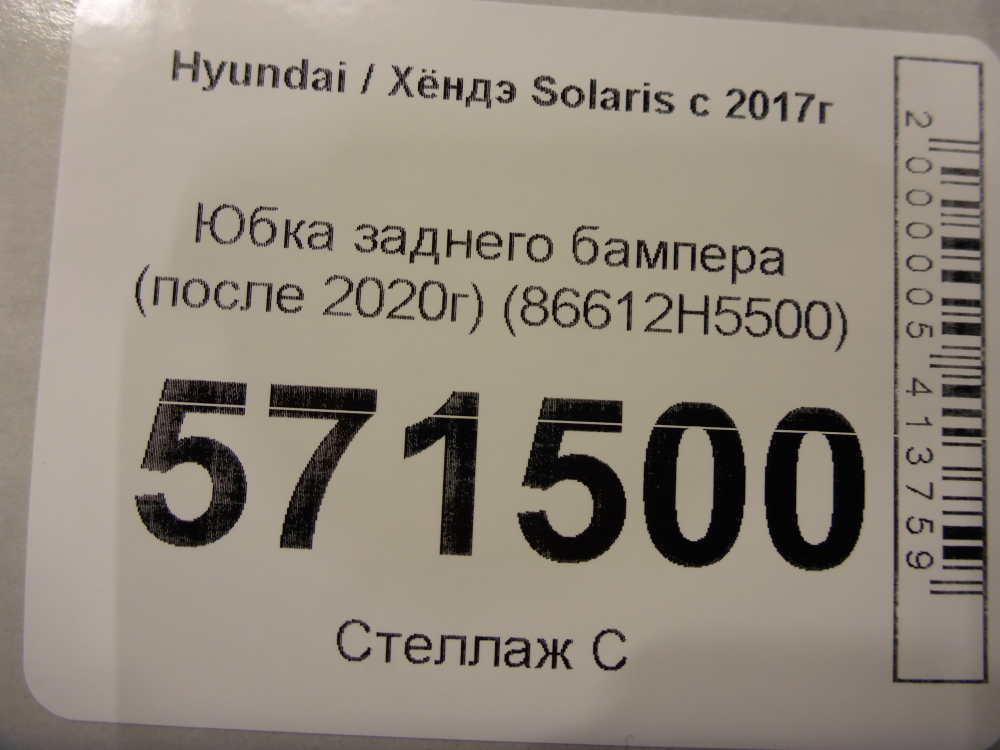 Hyundai / Хёндэ Solaris с 2017г
Юбка заднего бампера
(после 2020г) (86612H5500)
571500
Стеллаж С
2000005413759